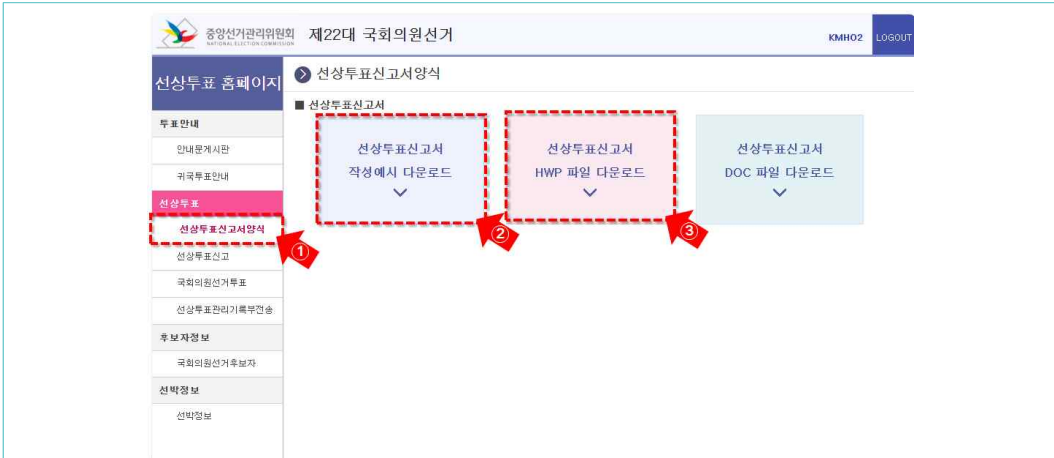 중앙선거관리위원회
NATIONAL ELECTION COMMISSION
제22대 국회의원선거
KMH02
LOGOUT
선상투표 홈페이지
투표안내
안내문게시판
귀국투표안내
선상투표
선상투표신고서양식
①
선상투표신고
국회의원선거투표
선상투표관리기록부전송
후보자정보
국회의원선거후보자
선박정보
선박정보
선상투표신고서양식
■ 선상투표신고서
선상투표신고서
작성예시 다운로드
②
선상투표신고서
HWP 파일 다운로드
③
선상투표신고서
DOC 파일 다운로드